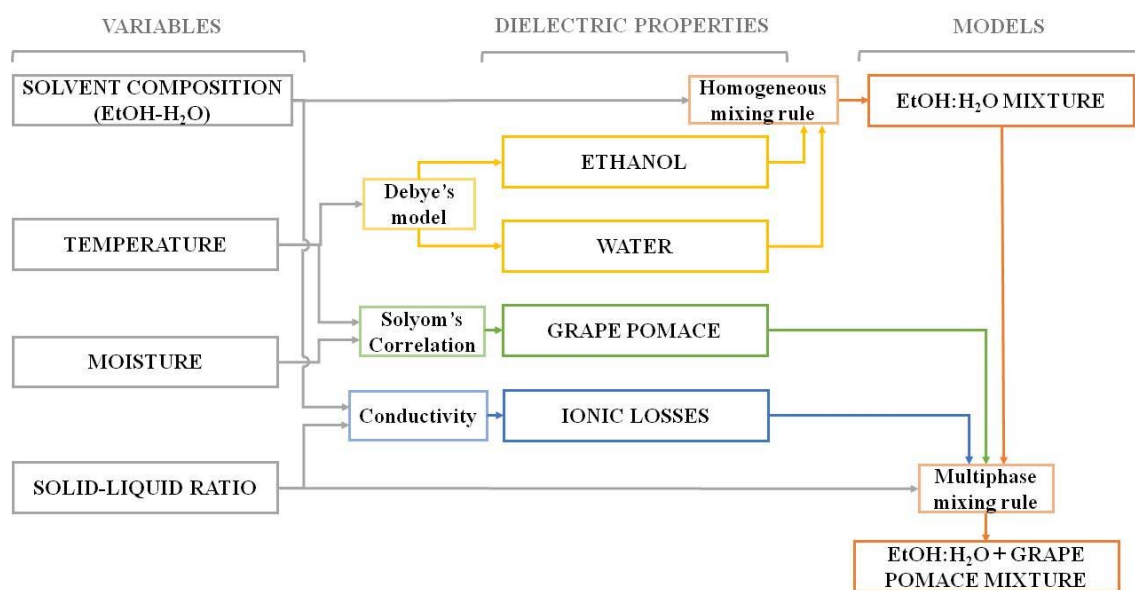 VARIABLES
DIELECTRIC PROPERTIES
MODELS
SOLVENT COMPOSITION
(EtOH-H₂O)
Homogeneous
mixing rule
EtOH:H₂O MIXTURE
ETHANOL
Debye's
model
TEMPERATURE
WATER
Solyom's
Correlation
GRAPE POMACE
MOISTURE
Conductivity
IONIC LOSSES
SOLID-LIQUID RATIO
Multiphase
mixing rule
EtOH:H₂O + GRAPE
POMACE MIXTURE